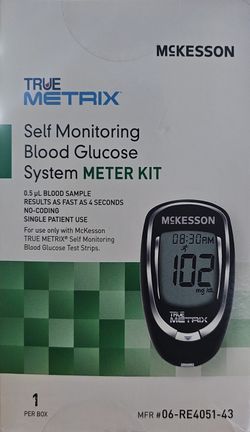 McKESSON
TRUE
METRIX™
Self Monitoring
Blood Glucose
System METER KIT
0.5 µL BLOOD SAMPLE
RESULTS AS FAST AS 4 SECONDS
NO-CODING
SINGLE PATIENT USE
For use only with McKesson
TRUE METRIX® Self Monitoring
Blood Glucose Test Strips.
McKESSON
08:30AM
102
mg/dL
TRUE
METRIX
1
PER BOX
MFR #06-RE4051-43